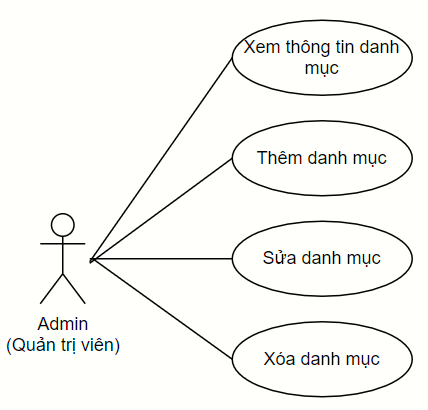 Xem thông tin danh
mục
Thêm danh mục
Sửa danh mục
Admin
(Quản trị viên)
Xóa danh mục